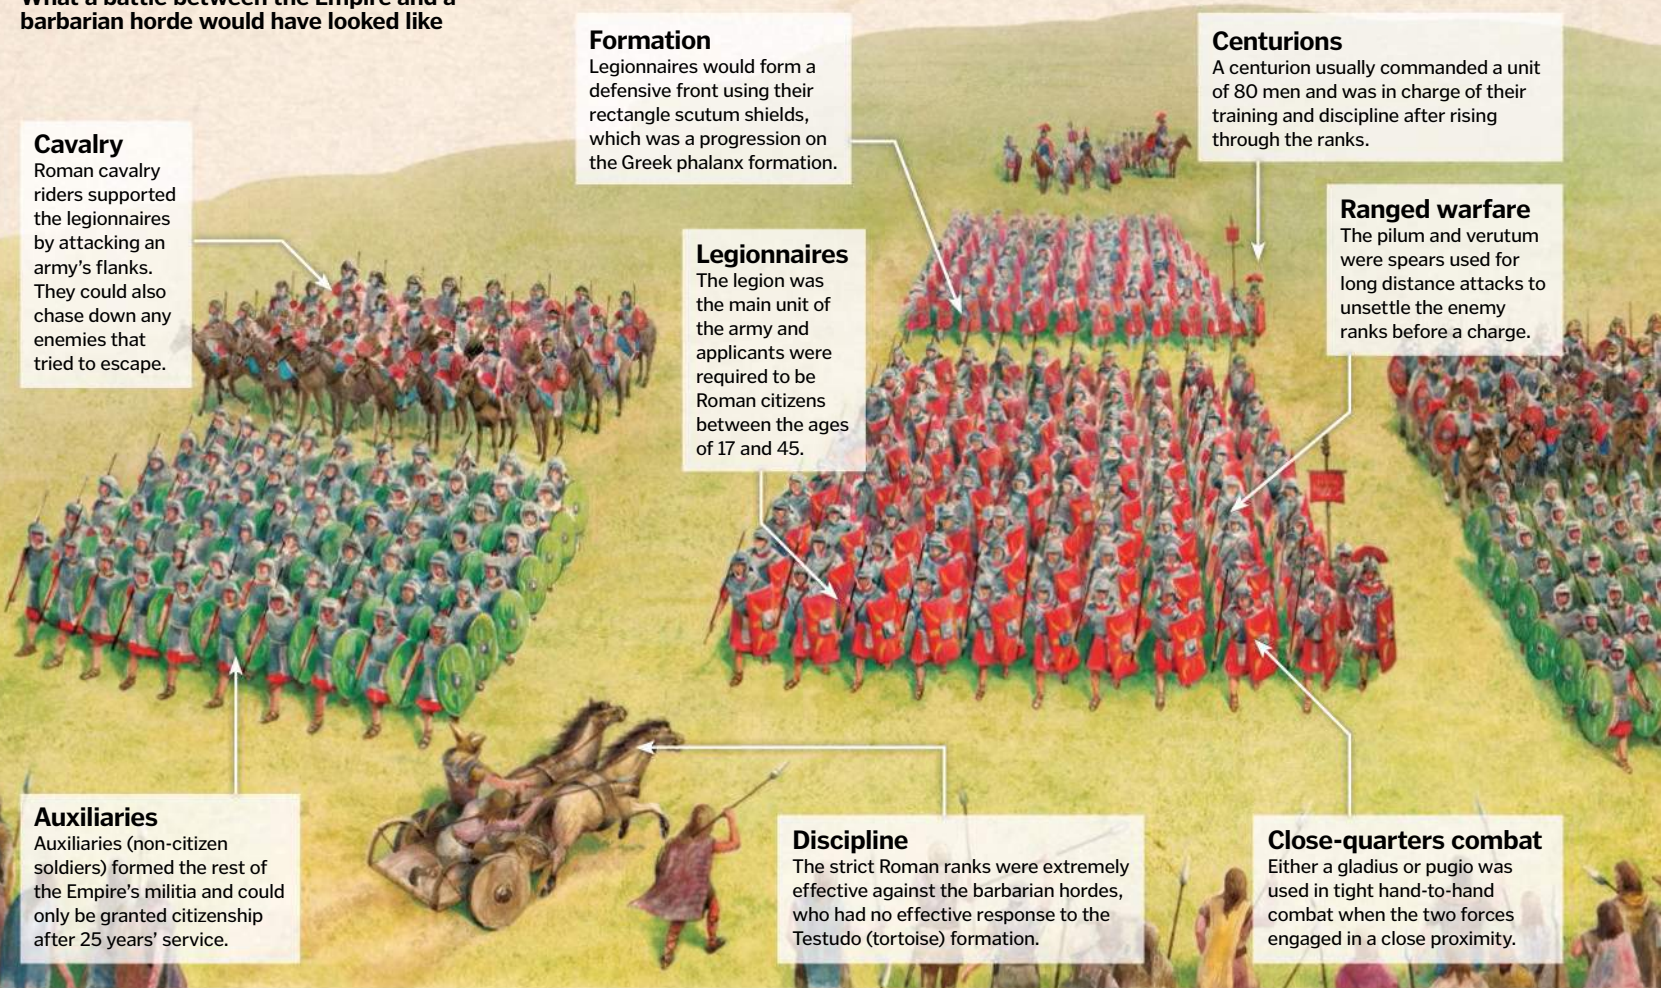 What a battle between the Empire and a
barbarian horde would have looked like
Cavalry
Roman cavalry
riders supported
the legionnaires
by attacking an
army’s flanks.
They could also
chase down any
enemies that
tried to escape.
Formation
Legionnaires would form a
defensive front using their
rectangle scutum shields,
which was a progression on
the Greek phalanx formation.
Legionnaires
The legion was
the main unit of
the army and
applicants were
required to be
Roman citizens
between the ages
of 17 and 45.
Centurions
A centurion usually commanded a unit
of 80 men and was in charge of their
training and discipline after rising
through the ranks.
Ranged warfare
The pilum and verutum
were spears used for
long distance attacks to
unsettle the enemy
ranks before a charge.
Auxiliaries
Auxiliaries (non-citizen
soldiers) formed the rest of
the Empire’s militia and could
only be granted citizenship
after 25 years’ service.
Discipline
The strict Roman ranks were extremely
effective against the barbarian hordes,
who had no effective response to the
Testudo (tortoise) formation.
Close-quarters combat
Either a gladius or pugio was
used in tight hand-to-hand
combat when the two forces
engaged in a close proximity.